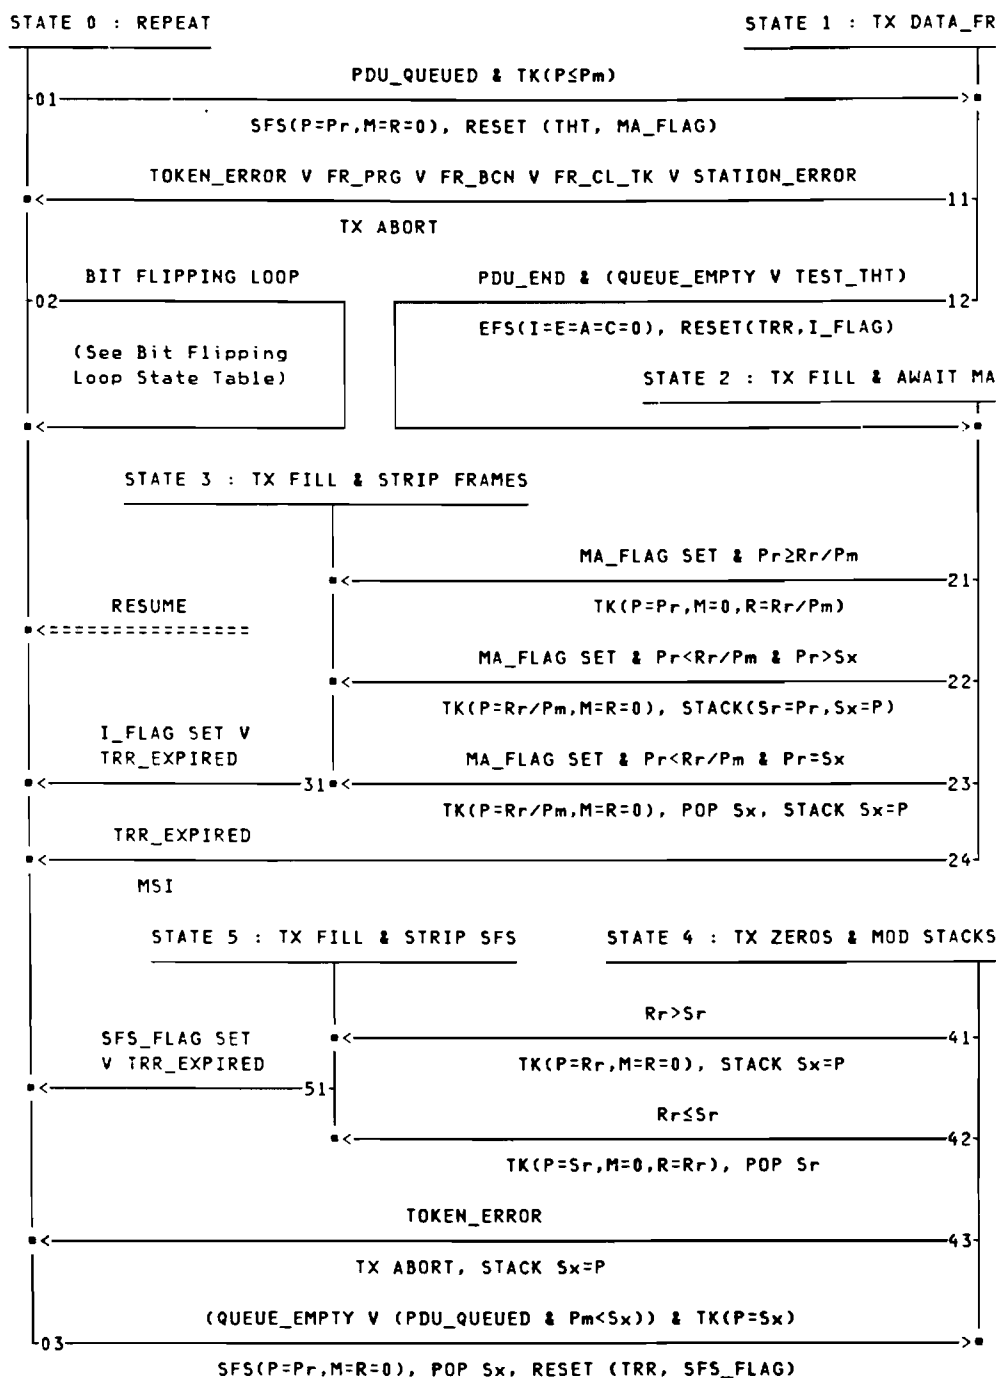 STATE 0 : REPEAT
STATE 1 : TX DATA_FR
PDU_QUEUED & TK(P≤Pm)
01
SFS(P=Pr,M=R=0), RESET (THT, MA_FLAG)
TOKEN_ERROR V FR_PRG V FR_BCN V FR_CL_TK V STATION_ERROR
11
TX ABORT
BIT FLIPPING LOOP
PDU_END & (QUEUE_EMPTY V TEST_THT)
02
12
EFS(I=E=A=C=0), RESET(TRR,I_FLAG)
(See Bit Flipping
Loop State Table)
STATE 2 : TX FILL & AWAIT MA
STATE 3 : TX FILL & STRIP FRAMES
MA_FLAG SET & Pr≥Rr/Pm
21
RESUME
TK(P=Pr,M=0,R=Rr/Pm)
MA_FLAG SET & Pr<Rr/Pm & Pr>Sx
22
TK(P=Rr/Pm,M=R=0), STACK(Sr=Pr,Sx=P)
I_FLAG SET V
TRR_EXPIRED
MA_FLAG SET & Pr<Rr/Pm & Pr=Sx
31
23
TK(P=Rr/Pm,M=R=0), POP Sx, STACK Sx=P
TRR_EXPIRED
24
MSI
STATE 5 : TX FILL & STRIP SFS
STATE 4 : TX ZEROS & MOD STACKS
Rr>Sr
41
SFS_FLAG SET
V TRR_EXPIRED
TK(P=Rr,M=R=0), STACK Sx=P
51
Rr≤Sr
42
TK(P=Sr,M=0,R=Rr), POP Sr
TOKEN_ERROR
43
TX ABORT, STACK Sx=P
(QUEUE_EMPTY V (PDU_QUEUED & Pm<Sx)) & TK(P=Sx)
03
SFS(P=Pr,M=R=0), POP Sx, RESET (TRR, SFS_FLAG)